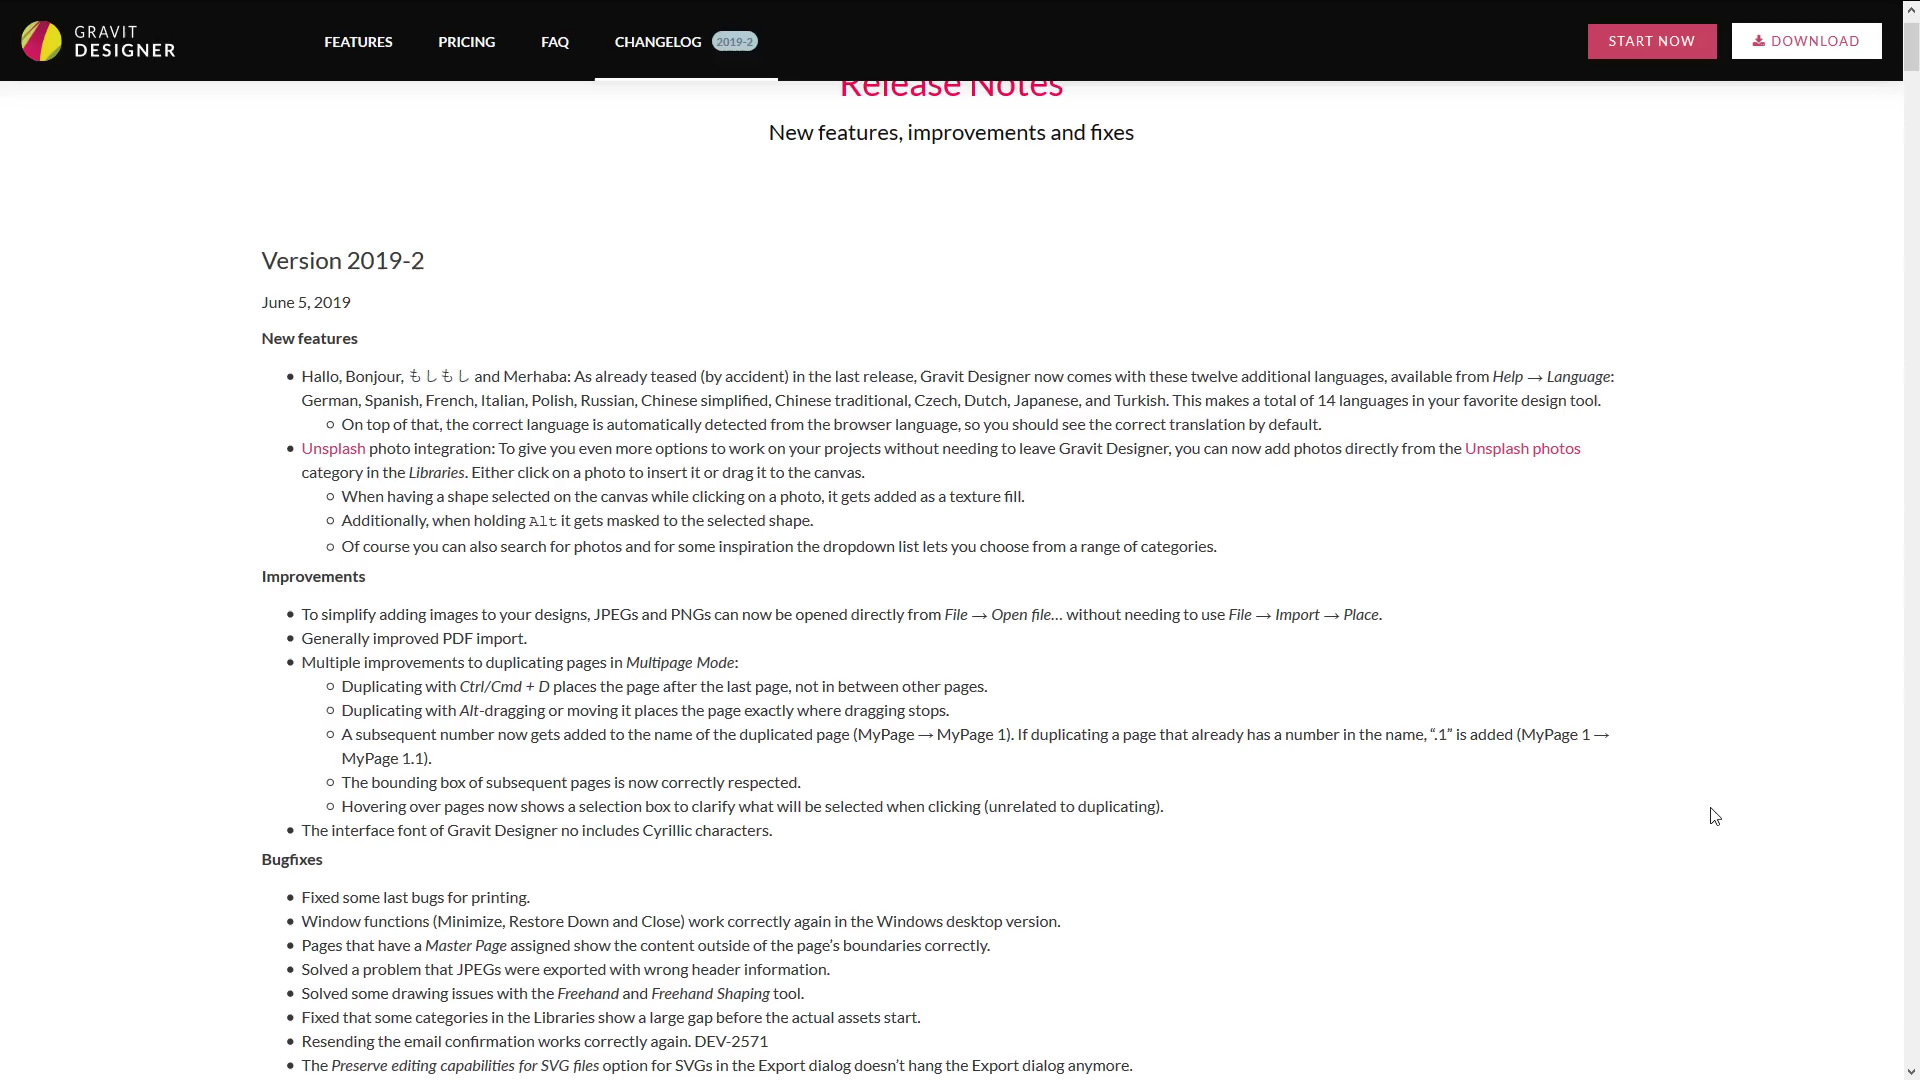 GRAVIT
DESIGNER
FEATURES
PRICING
FAQ
CHANGELOG 2019-2
START NOW
DOWNLOAD
Release Notes
New features, improvements and fixes
Version 2019-2
June 5, 2019
New features
Hallo, Bonjour, もしもし and Merhaba: As already teased (by accident) in the last release, Gravit Designer now comes with these twelve additional languages, available from Help → Language:
German, Spanish, French, Italian, Polish, Russian, Chinese simplified, Chinese traditional, Czech, Dutch, Japanese, and Turkish. This makes a total of 14 languages in your favorite design tool.
On top of that, the correct language is automatically detected from the browser language, so you should see the correct translation by default.
Unsplash photo integration: To give you even more options to work on your projects without needing to leave Gravit Designer, you can now add photos directly from the Unsplash photos
category in the Libraries. Either click on a photo to insert it or drag it to the canvas.
When having a shape selected on the canvas while clicking on a photo, it gets added as a texture fill.
Additionally, when holding Alt it gets masked to the selected shape.
Of course you can also search for photos and for some inspiration the dropdown list lets you choose from a range of categories.
Improvements
To simplify adding images to your designs, JPEGs and PNGs can now be opened directly from File → Open file… without needing to use File → Import → Place.
Generally improved PDF import.
Multiple improvements to duplicating pages in Multipage Mode:
Duplicating with Ctrl/Cmd + D places the page after the last page, not in between other pages.
Duplicating with Alt-dragging or moving it places the page exactly where dragging stops.
A subsequent number now gets added to the name of the duplicated page (MyPage → MyPage 1). If duplicating a page that already has a number in the name, “.1” is added (MyPage 1 →
MyPage 1.1).
The bounding box of subsequent pages is now correctly respected.
Hovering over pages now shows a selection box to clarify what will be selected when clicking (unrelated to duplicating).
The interface font of Gravit Designer no includes Cyrillic characters.
Bugfixes
Fixed some last bugs for printing.
Window functions (Minimize, Restore Down and Close) work correctly again in the Windows desktop version.
Pages that have a Master Page assigned show the content outside of the page’s boundaries correctly.
Solved a problem that JPEGs were exported with wrong header information.
Solved some drawing issues with the Freehand and Freehand Shaping tool.
Fixed that some categories in the Libraries show a large gap before the actual assets start.
Resending the email confirmation works correctly again. DEV-2571
The Preserve editing capabilities for SVG files option for SVGs in the Export dialog doesn’t hang the Export dialog anymore.